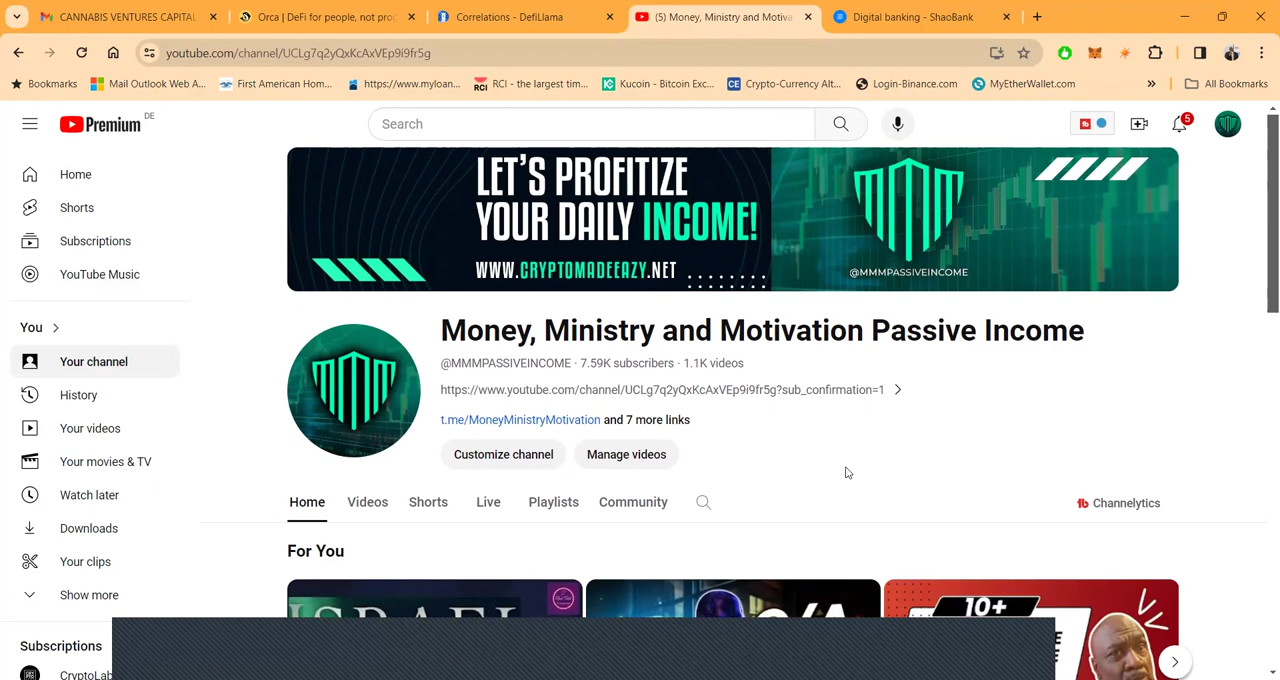 CANNABIS VENTURES CAPITAL
Orca | DeFi for people, not pro
Correlations - DefiLlama
(5) Money, Ministry and Motiva
Digital banking - ShaoBank
youtube.com/channel/UCLg7q2yQxKcAxVEp9i9fr5g
Bookmarks
Mail Outlook Web A...
First American Hom...
https://www.myloan...
RCI - the largest tim...
Kucoin - Bitcoin Exc...
Crypto-Currency Alt...
Login-Binance.com
MyEtherWallet.com
All Bookmarks
Premium DE
Search
5
Home
Shorts
Subscriptions
YouTube Music
You
Your channel
History
Your videos
Your movies & TV
Watch later
Downloads
Your clips
Show more
Subscriptions
CryptoLab
LET'S PROFITIZE
YOUR DAILY INCOME!
WWW.CRYPTOMADEEAZY.NET
@MMMPASSIVEINCOME
Money, Ministry and Motivation Passive Income
@MMMPASSIVEINCOME · 7.59K subscribers · 1.1K videos
https://www.youtube.com/channel/UCLg7q2yQxKcAxVEp9i9fr5g?sub_confirmation=1
t.me/MoneyMinistryMotivation and 7 more links
Customize channel
Manage videos
Home
Videos
Shorts
Live
Playlists
Community
Channelytics
For You
ISRAEL
10+